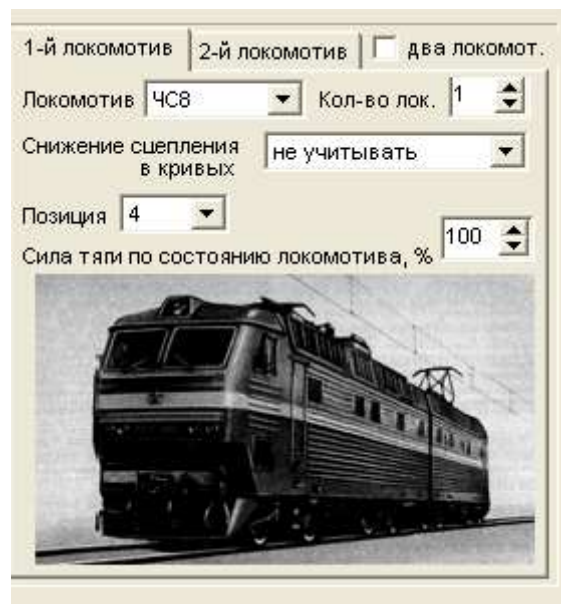 1-й локомотив 2-й локомотив два локомот.
Локомотив ЧС8 Кол-во лок. 1
Снижение сцепления не учитывать
в кривых
Позиция 4
Сила тяги по состоянию локомотива, % 100